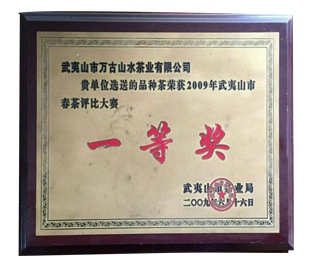 武夷山市万古山水茶业有限公司
贵单位选送的品种茶荣获2009年武夷山市
春茶评比大赛
一等奖
武夷山市茶业局
二00九年六月十六日